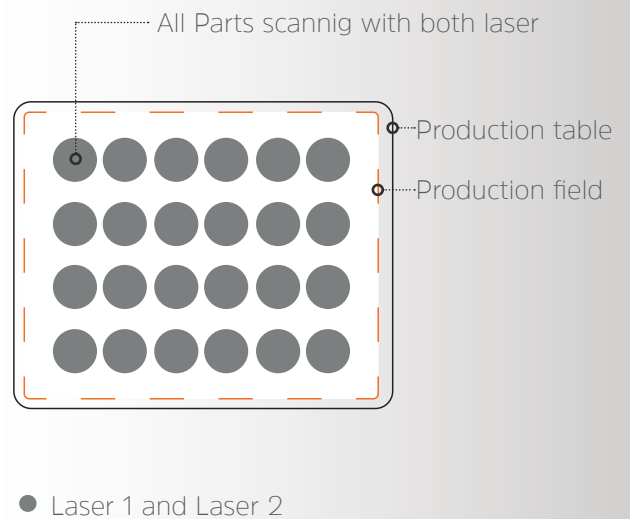 All Parts scannig with both laser
Production table
Production field
Laser 1 and Laser 2